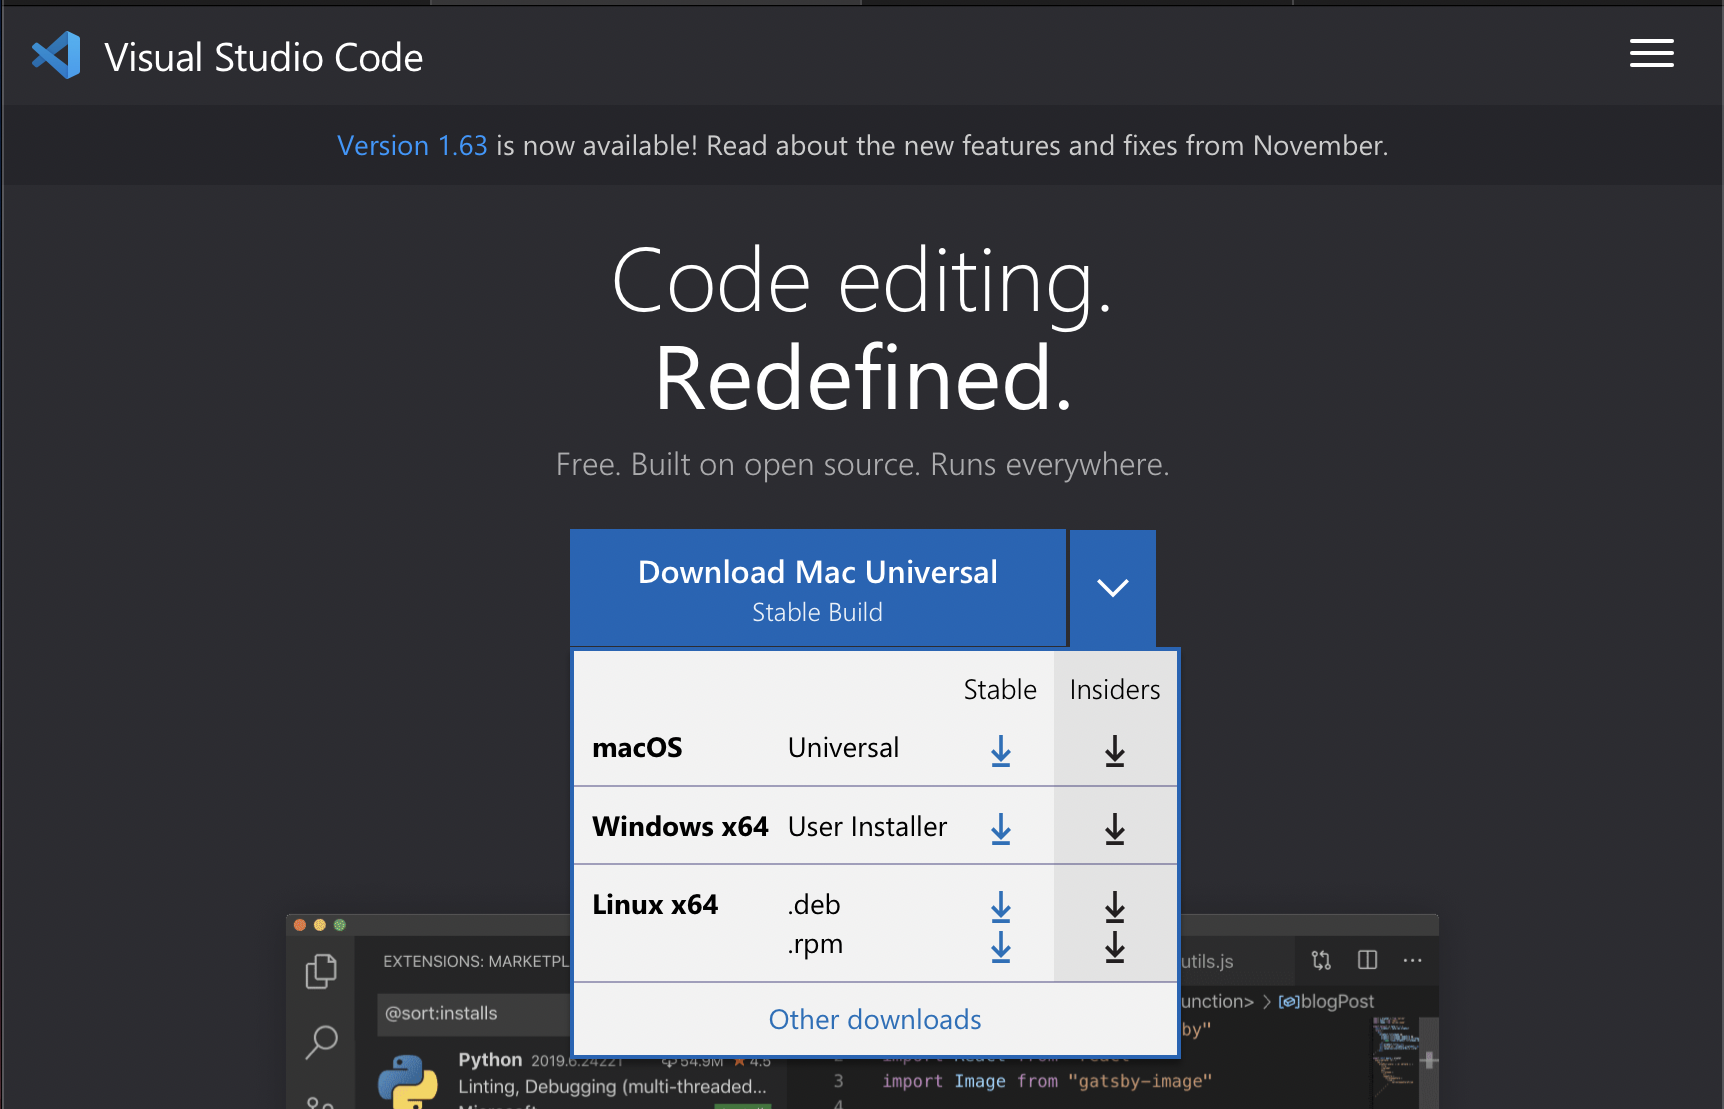 Visual Studio Code
Version 1.63 is now available! Read about the new features and fixes from November.
Code editing.
Redefined.
Free. Built on open source. Runs everywhere.
Download Mac Universal
Stable Build
Stable Insiders
macOS Universal
Windows x64 User Installer
Linux x64 .deb
.rpm
Other downloads
EXTENSIONS: MARKETPL
@sort:installs
Python 2019.6.24221 54.9M 4.5
Linting, Debugging (multi-threaded...
utils.js
unction> blogPost
by"
3 import Image from "gatsby-image"
4